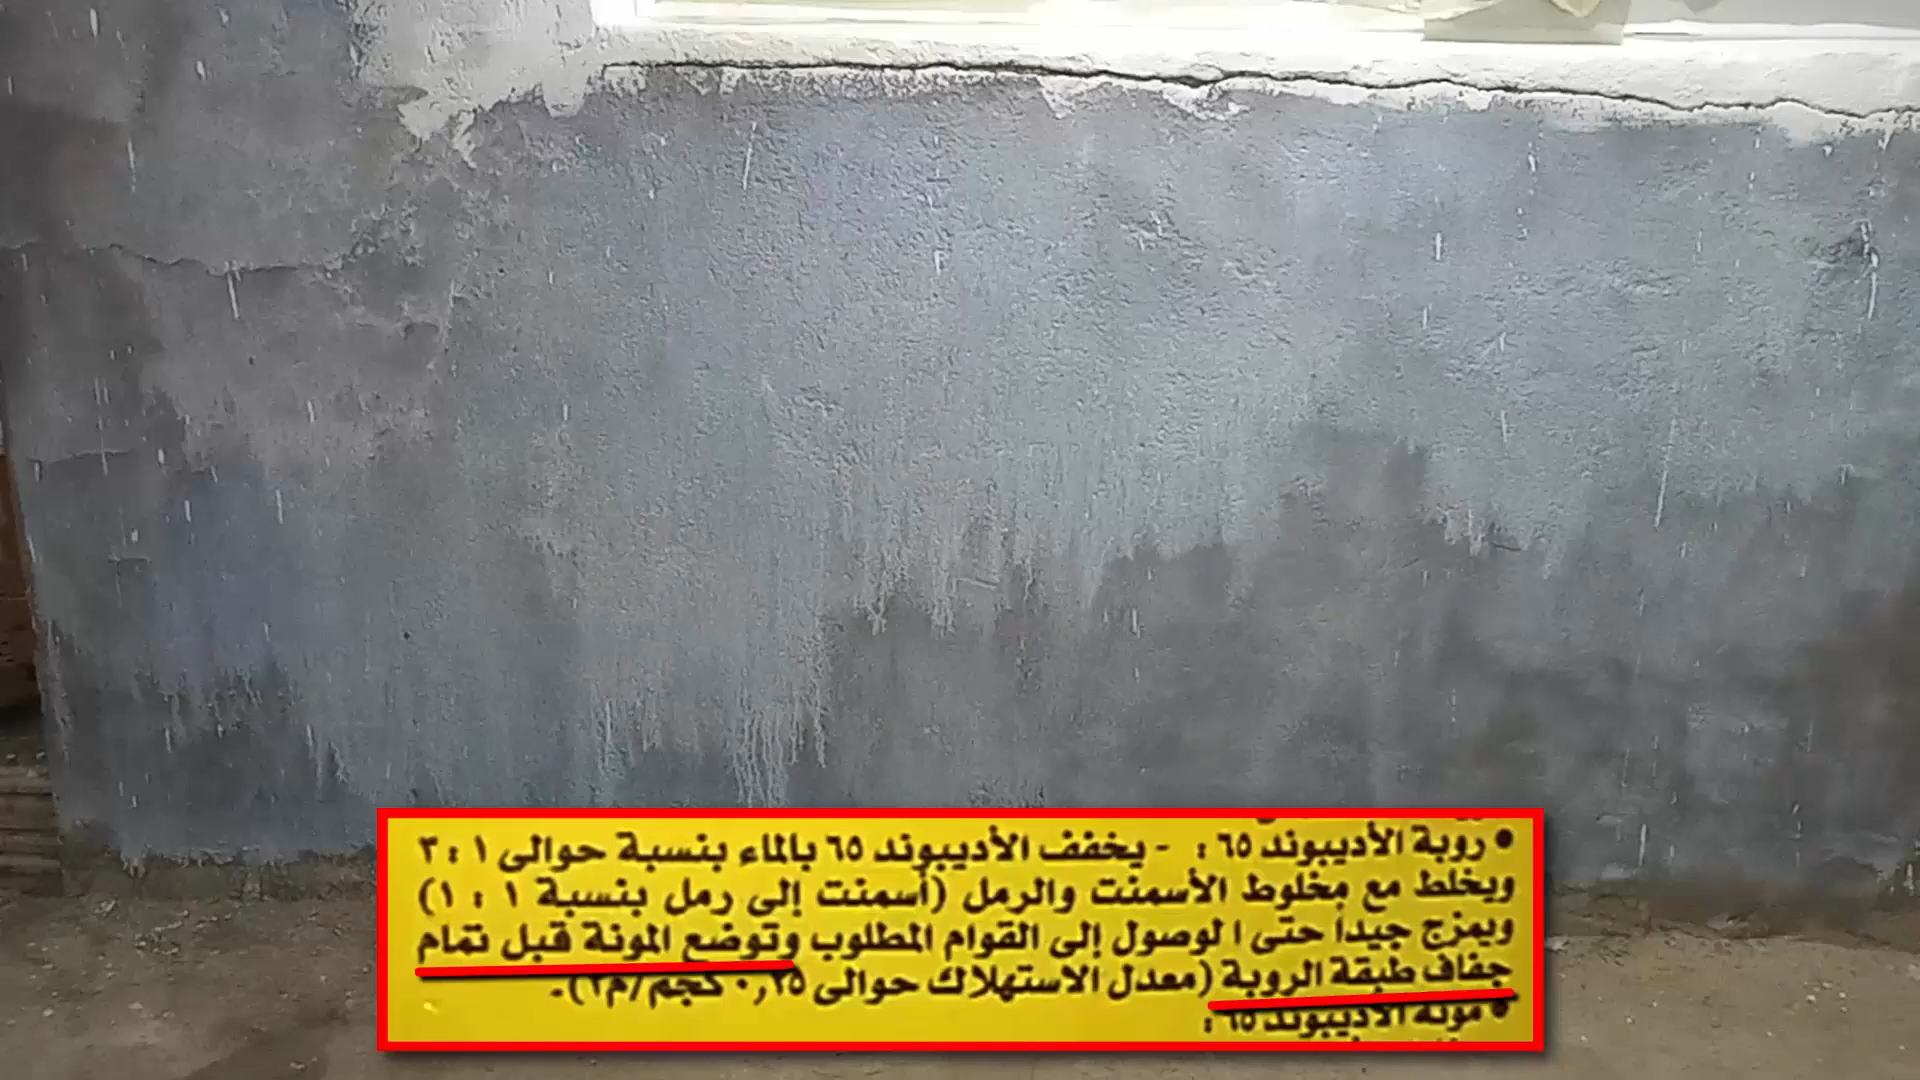 • روبة الأديبوند ٦٥ : - يخفف الأديبوند ٦٥ بالماء بنسبة حوالى ١ : ٣
ويخلط مع مخلوط الأسمنت والرمل (أسمنت إلى رمل بنسبة ١ : ١)
ويمزج جيداً حتى الوصول إلى القوام المطلوب وتوضع المونة قبل تمام
جفاف طبقة الروبة (معدل الاستهلاك حوالى ٠,٢٥ كجم/م٢).
• مونة الأديبوند ٦٥ :